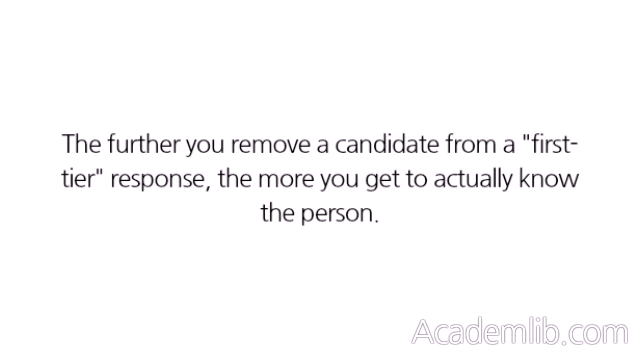 The further you remove a candidate from a "first-
tier" response, the more you get to actually know
the person.
Academlib.com